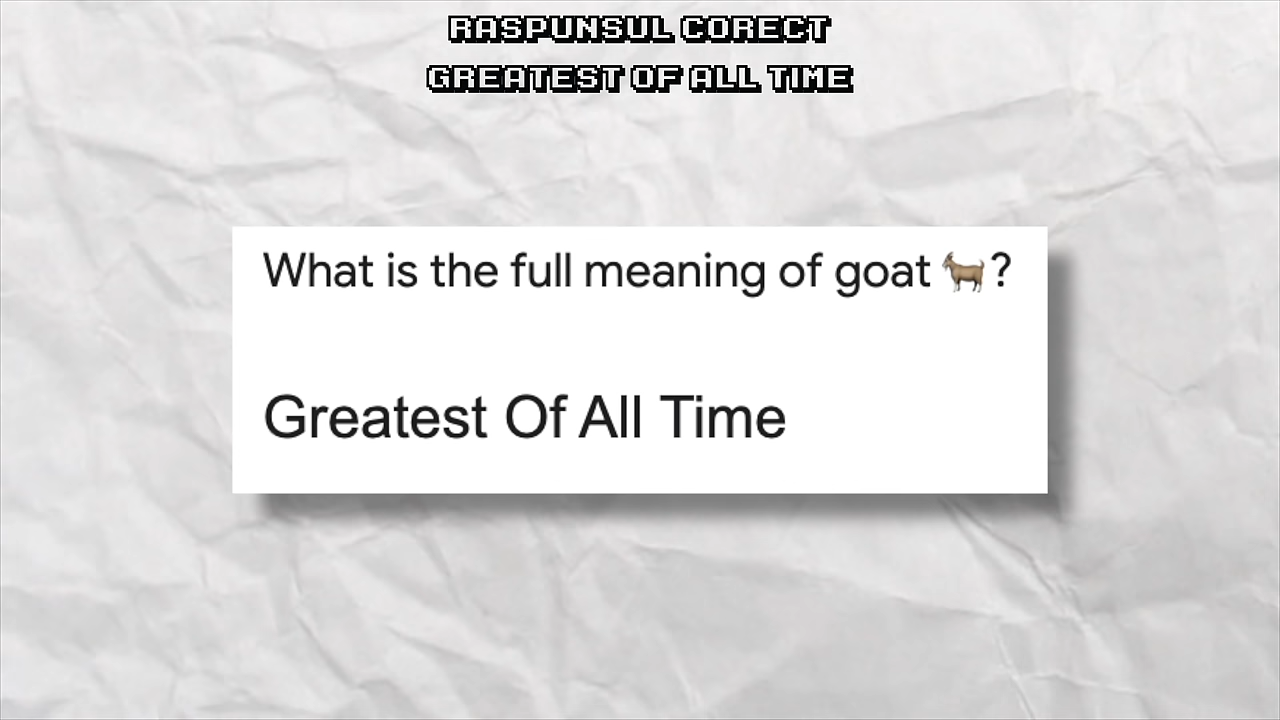 RASPUNSUL CORECT
GREATEST OF ALL TIME
What is the full meaning of goat 🐐?
Greatest Of All Time